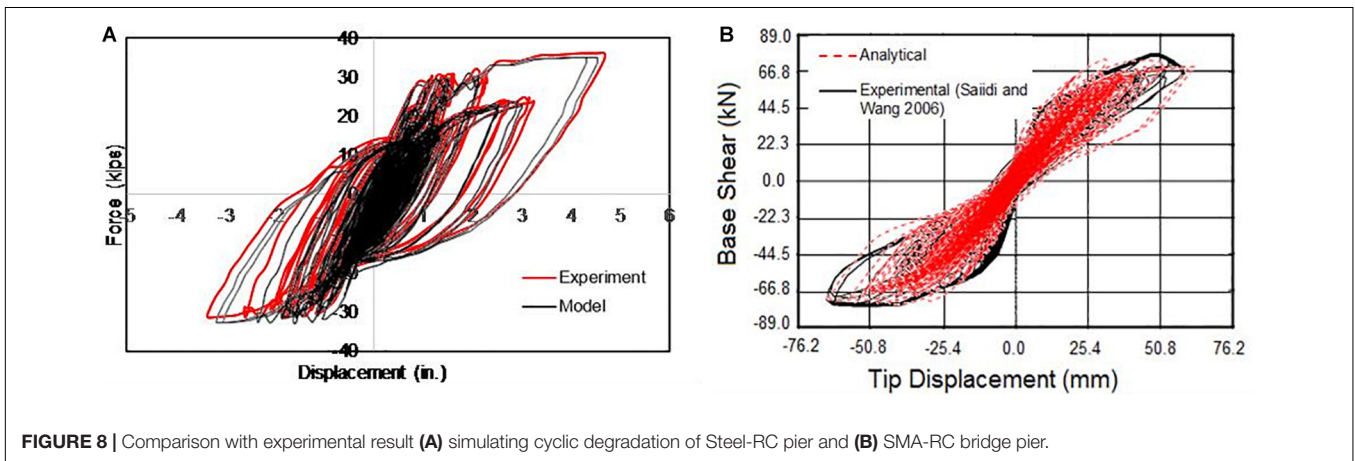 A
40
30
20
10
0
5 -4 -3 -2 1 2 3 4 5 6
-30
-40
Force (kips)
Displacement (in.)
Experiment
Model
B
89.0
66.8
44.5
22.3
0.0
-22.3
-44.5
-66.8
-89.0
-76.2 -50.8 -25.4 0.0 25.4 50.8 76.2
Base Shear (kN)
Tip Displacement (mm)
Analytical
Experimental (Saiidi and
Wang 2006)
FIGURE 8 | Comparison with experimental result (A) simulating cyclic degradation of Steel-RC pier and (B) SMA-RC bridge pier.